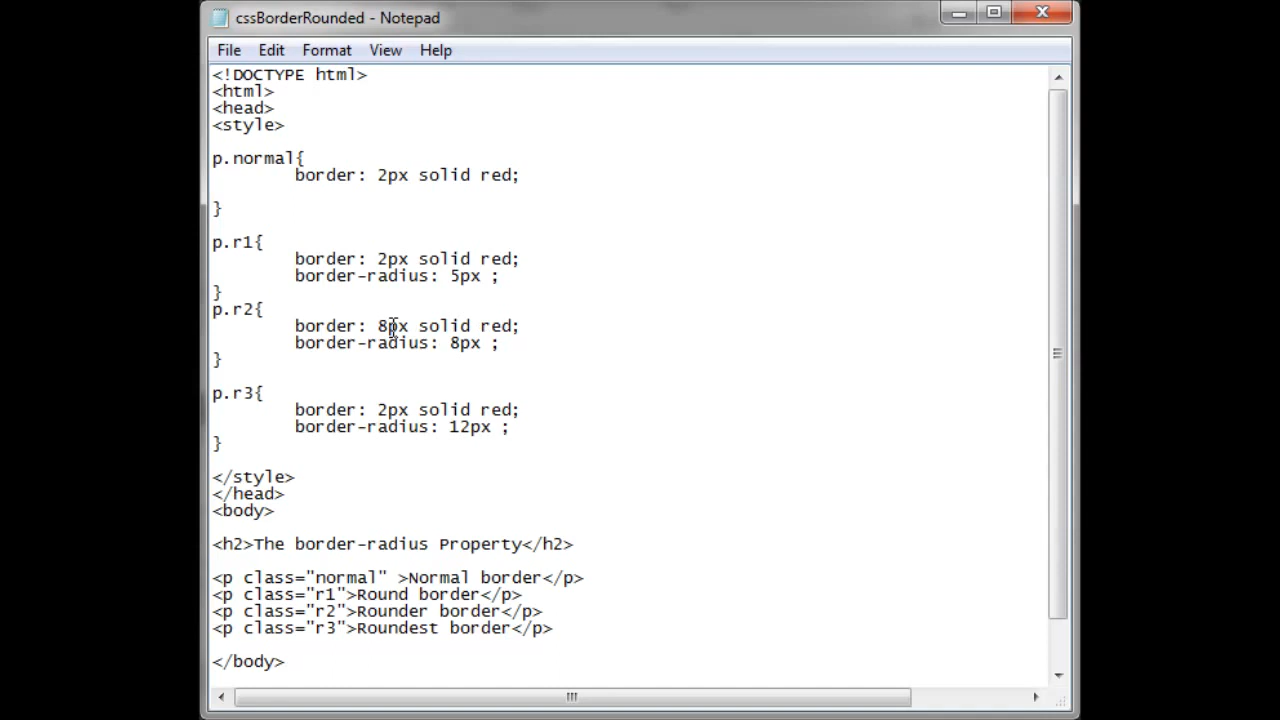 cssBorderRounded - Notepad
File Edit Format View Help
<!DOCTYPE html>
<html>
<head>
<style>
p.normal{
border: 2px solid red;
}
p.r1{
border: 2px solid red;
border-radius: 5px ;
}
p.r2{
border: 8px solid red;
border-radius: 8px ;
}
p.r3{
border: 2px solid red;
border-radius: 12px ;
}
</style>
</head>
<body>
<h2>The border-radius Property</h2>
<p class="normal" >Normal border</p>
<p class="r1">Round border</p>
<p class="r2">Rounder border</p>
<p class="r3">Roundest border</p>
</body>